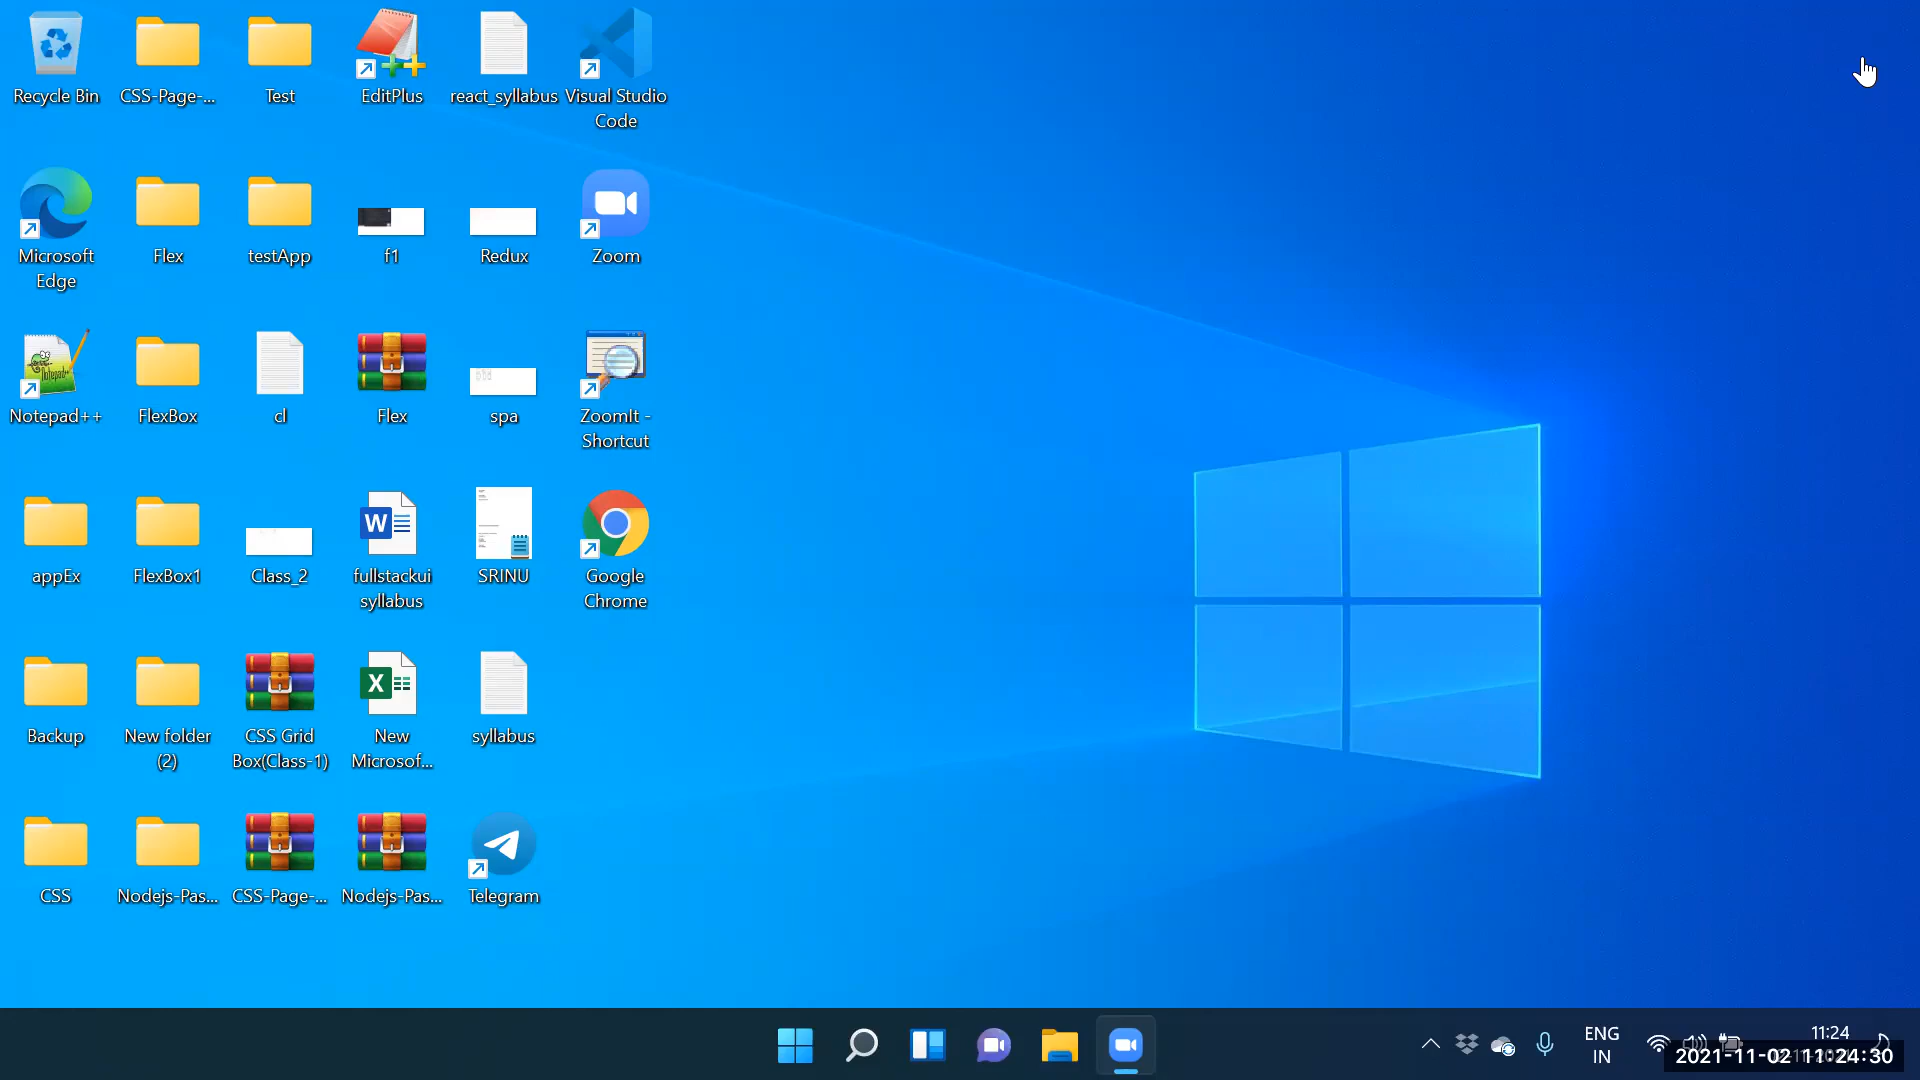 Recycle Bin
CSS-Page-...
Test
EditPlus
react_syllabus
Visual Studio
Code
Microsoft
Edge
Flex
testApp
f1
Redux
Zoom
Notepad++
FlexBox
cl
Flex
spa
ZoomIt -
Shortcut
appEx
FlexBox1
Class_2
fullstackui
syllabus
SRINU
Google
Chrome
Backup
New folder
(2)
CSS Grid
Box(Class-1)
New
Microsof...
syllabus
CSS
Nodejs-Pas...
CSS-Page-...
Nodejs-Pas...
Telegram
ENG
IN
11:24
2021-11-02 11:24:30